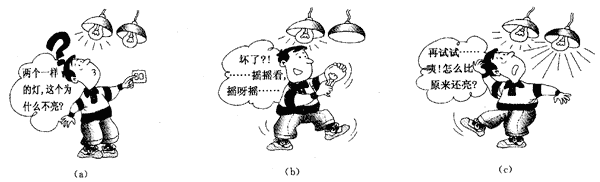 两个一样
的灯，这个为
什么不亮？
坏了?!
……摇摇看，
摇呀摇……
再试试……
咦！怎么比
原来还亮？
(a)
(b)
(c)